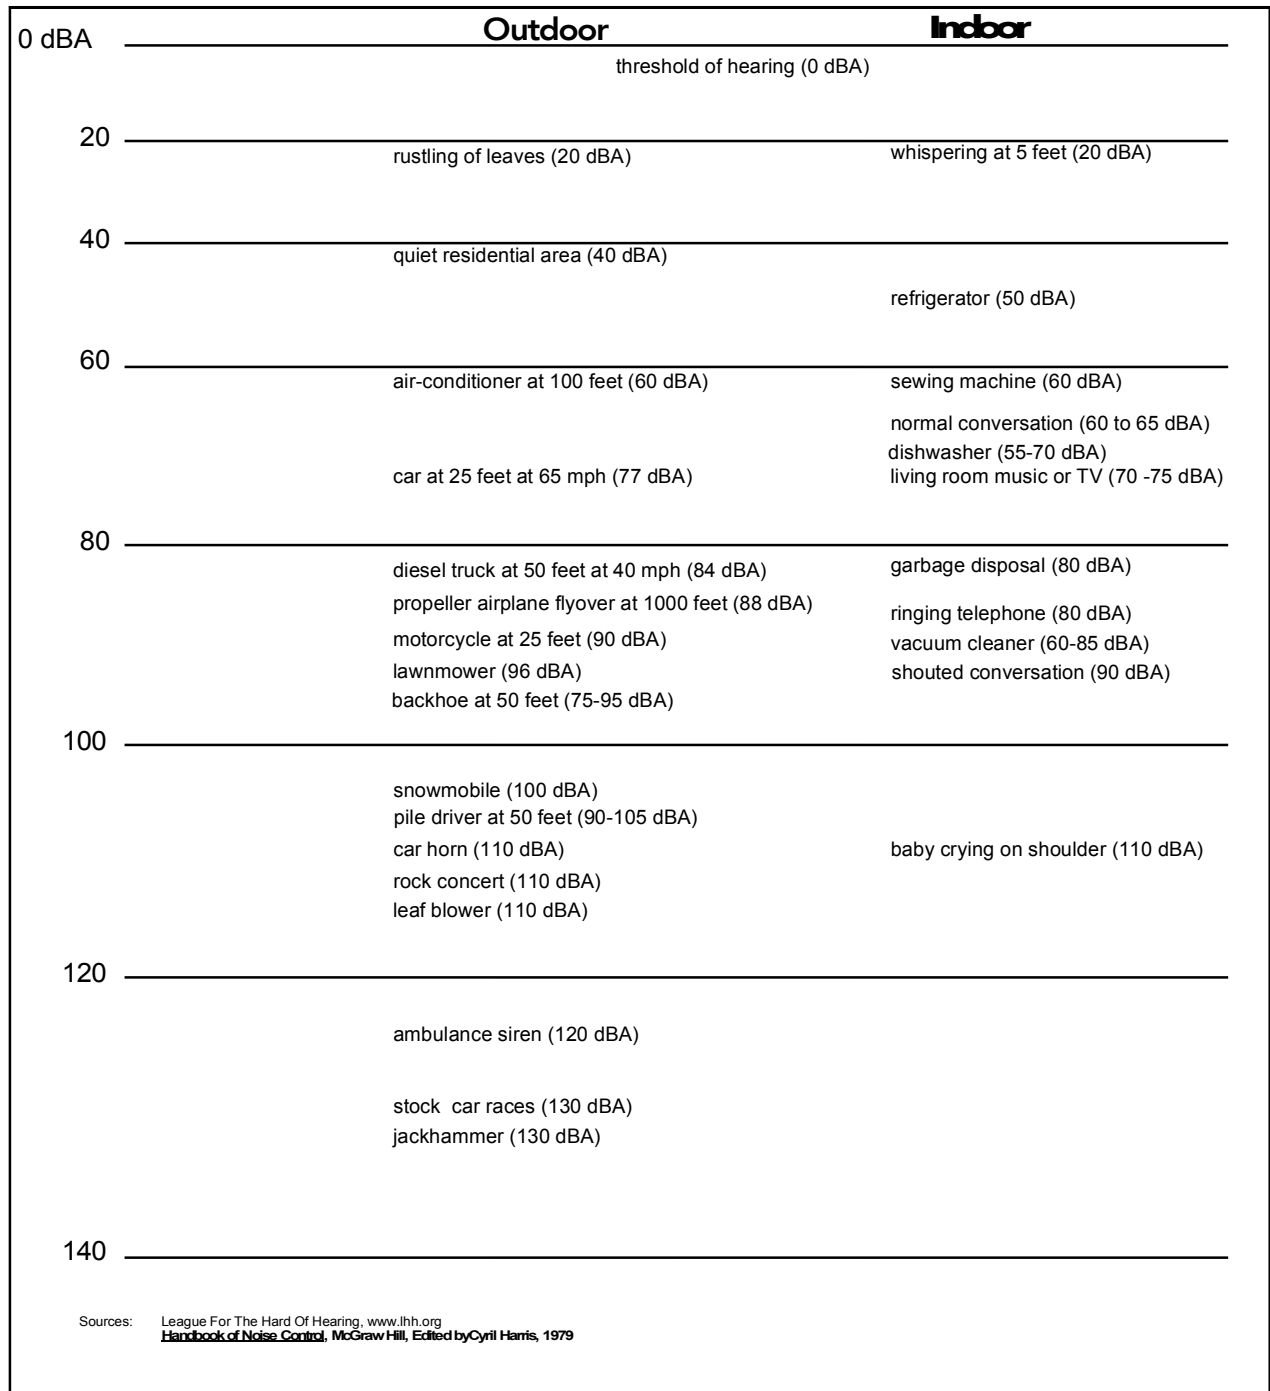 Outdoor Indoor
0 dBA
threshold of hearing (0 dBA)
20
rustling of leaves (20 dBA) whispering at 5 feet (20 dBA)
40
quiet residential area (40 dBA)
refrigerator (50 dBA)
60
air-conditioner at 100 feet (60 dBA) sewing machine (60 dBA)
normal conversation (60 to 65 dBA)
dishwasher (55-70 dBA)
car at 25 feet at 65 mph (77 dBA) living room music or TV (70 -75 dBA)
80
diesel truck at 50 feet at 40 mph (84 dBA) garbage disposal (80 dBA)
propeller airplane flyover at 1000 feet (88 dBA) ringing telephone (80 dBA)
motorcycle at 25 feet (90 dBA) vacuum cleaner (60-85 dBA)
lawnmower (96 dBA) shouted conversation (90 dBA)
backhoe at 50 feet (75-95 dBA)
100
snowmobile (100 dBA)
pile driver at 50 feet (90-105 dBA)
car horn (110 dBA) baby crying on shoulder (110 dBA)
rock concert (110 dBA)
leaf blower (110 dBA)
120
ambulance siren (120 dBA)
stock car races (130 dBA)
jackhammer (130 dBA)
140
Sources: League For The Hard Of Hearing, www.lhh.org
Handbook of Noise Control, McGraw Hill, Edited byCyril Harris, 1979